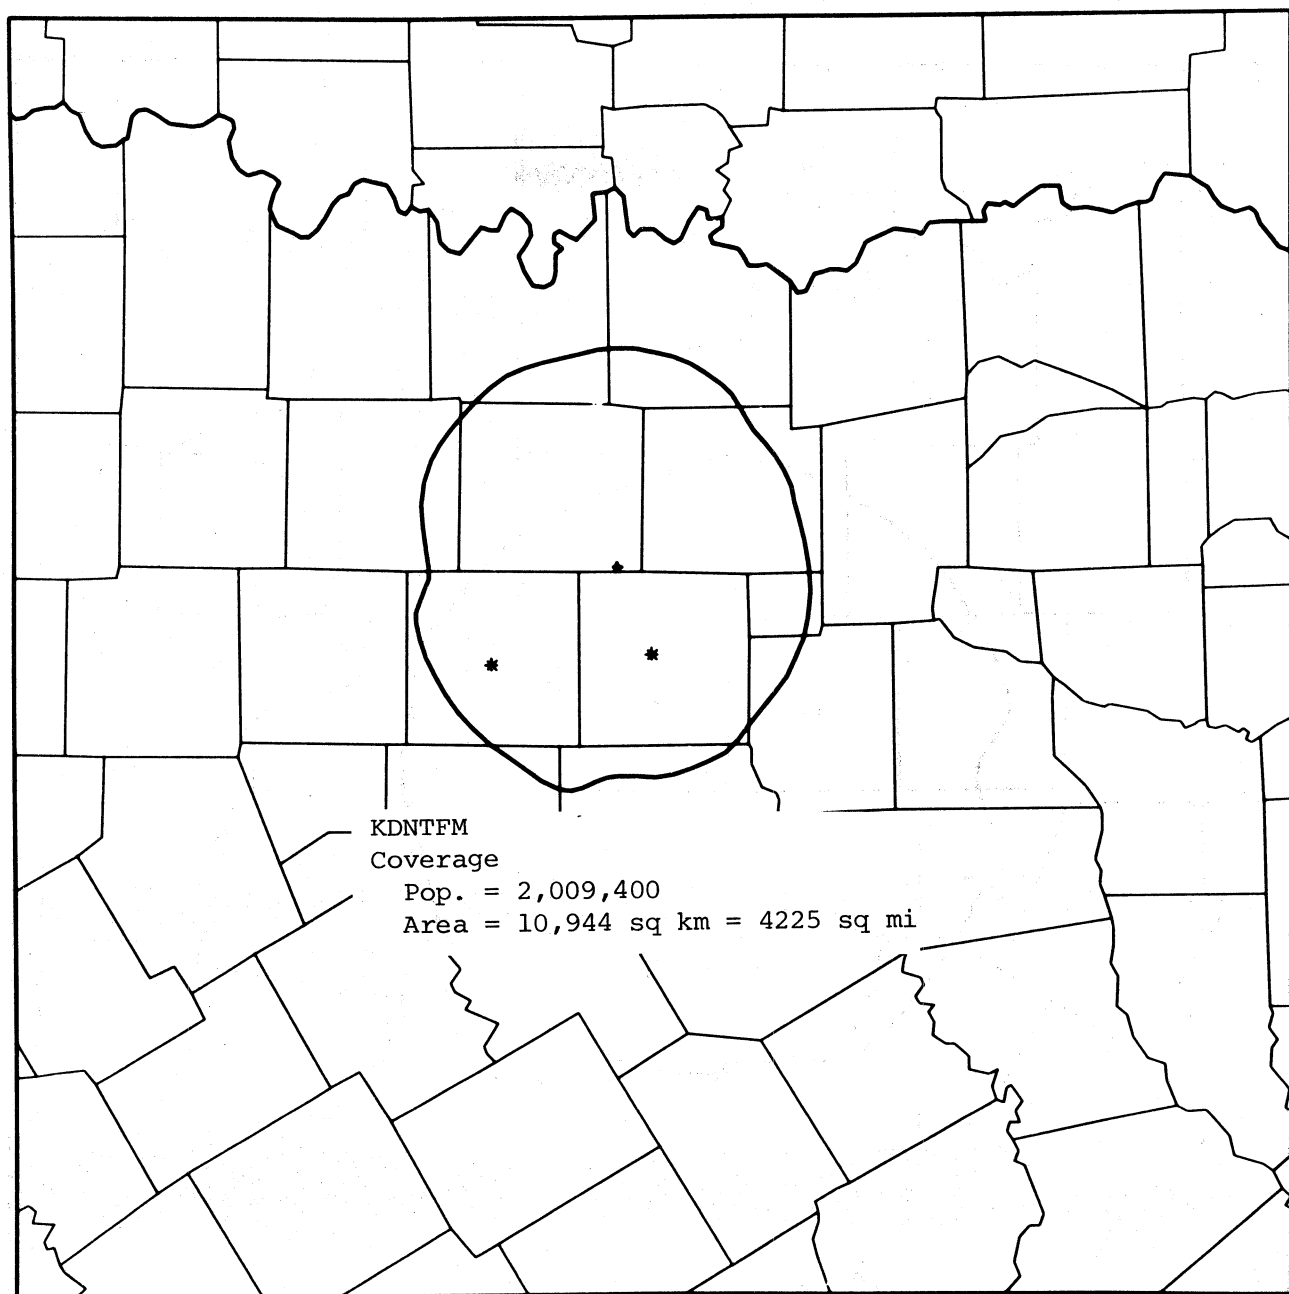 KDNTFM
Coverage
Pop. = 2,009,400
Area = 10,944 sq km = 4225 sq mi